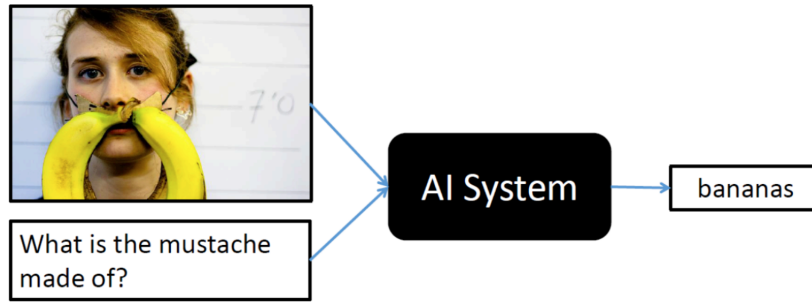 7'0
What is the mustache
made of?
AI System
bananas